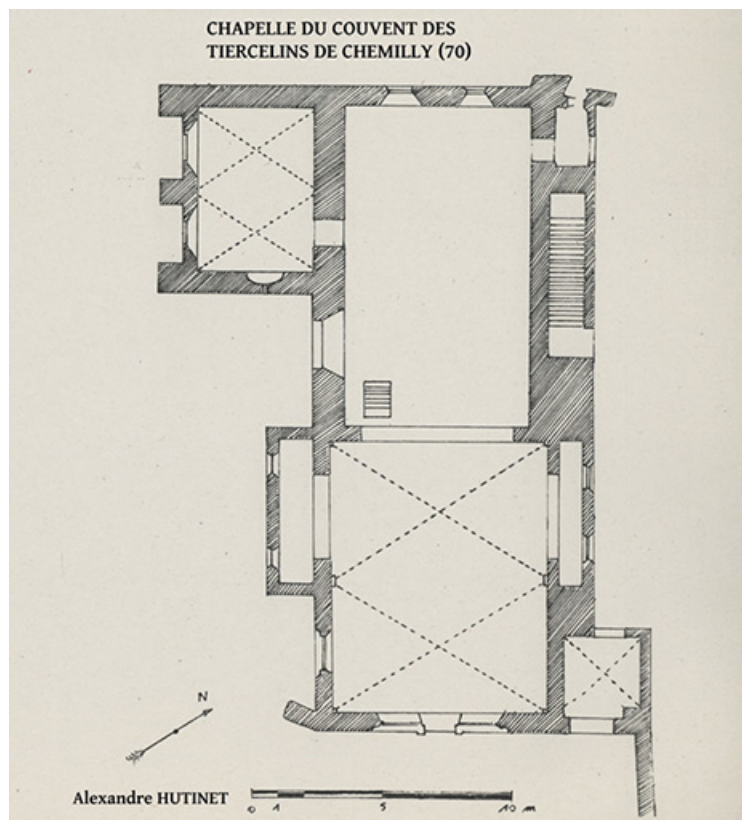 CHAPELLE DU COUVENT DES
TIERCELINS DE CHEMILLY (70)
N
Alexandre HUTINET
0 1 5 10 m